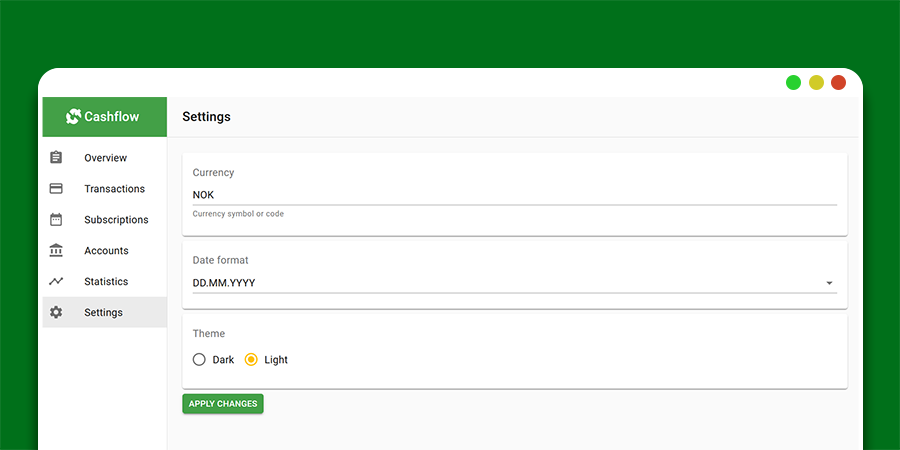 Cashflow
Settings
Overview
Transactions
Subscriptions
Accounts
Statistics
Settings
Currency
NOK
Currency symbol or code
Date format
DD.MM.YYYY
Theme
Dark Light
APPLY CHANGES